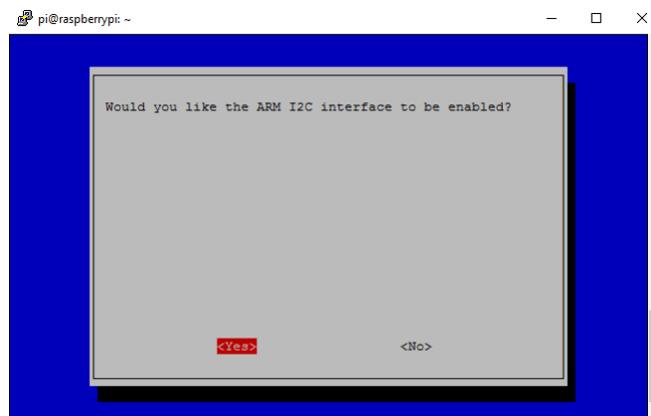 pi@raspberrypi: ~
Would you like the ARM I2C interface to be enabled?
<Yes> <No>